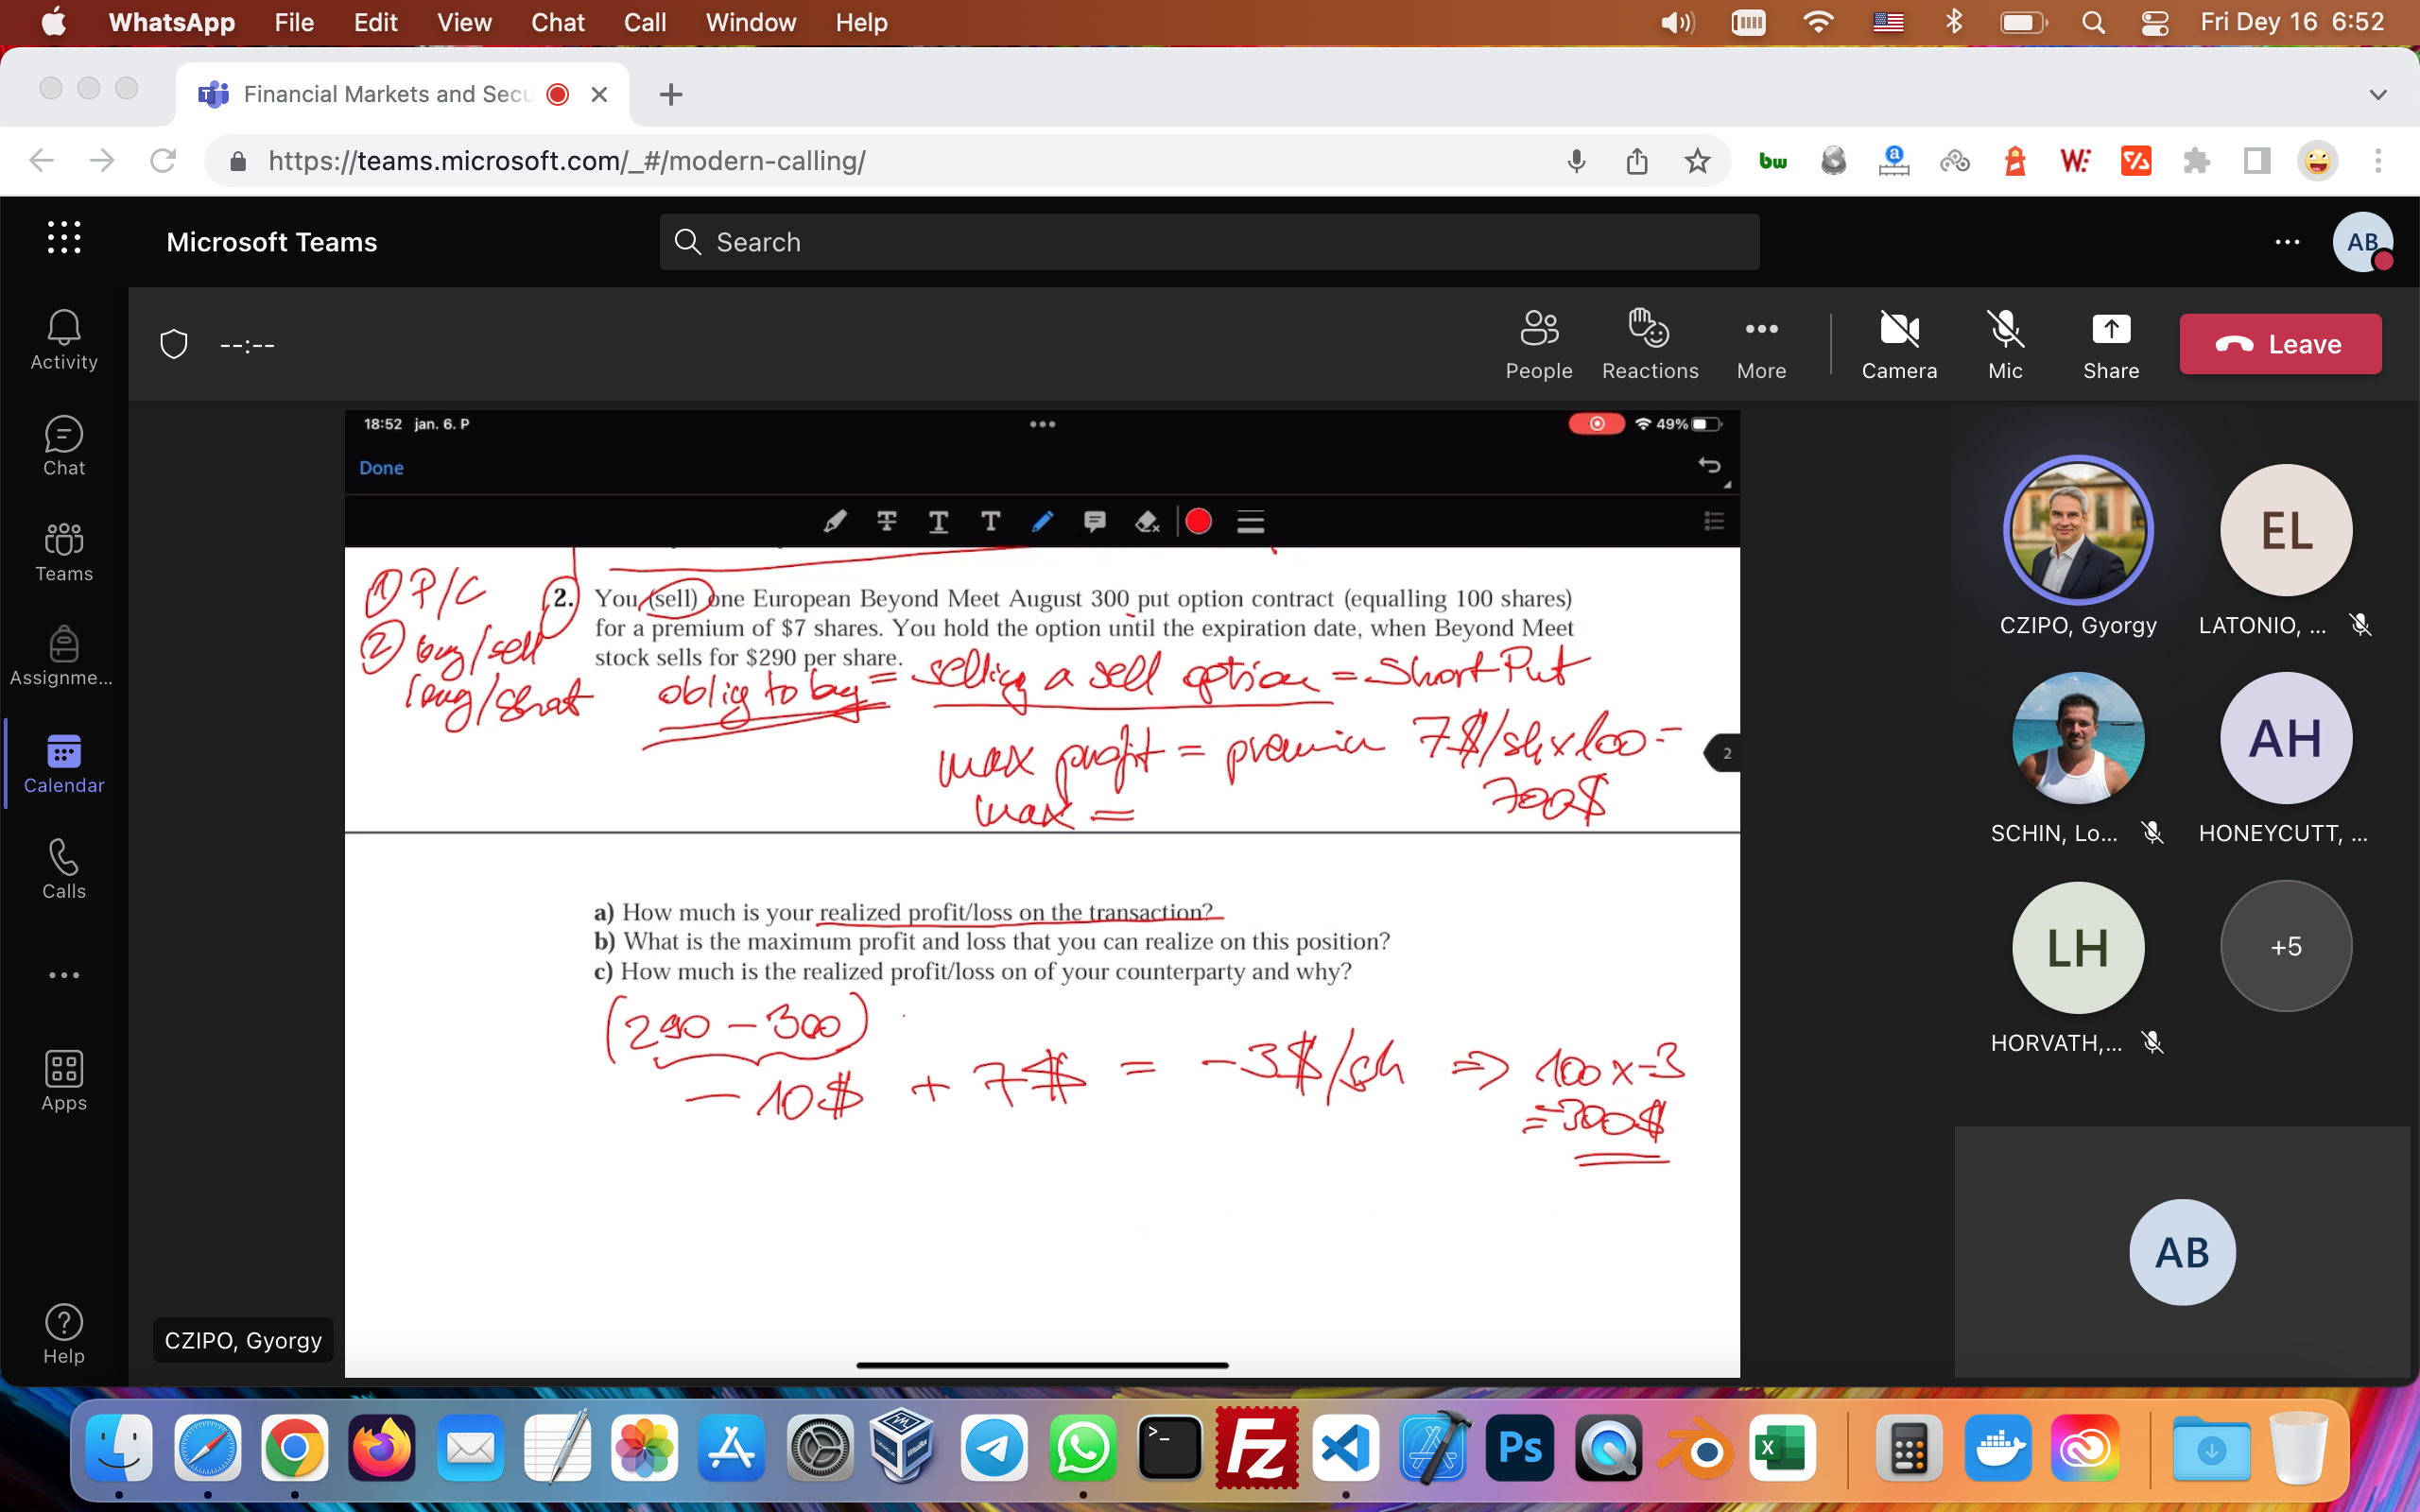 WhatsApp File Edit View Chat Call Window Help Fri Dey 16 6:52
Financial Markets and Secu
https://teams.microsoft.com/_#/modern-calling/
bw a W
Microsoft Teams Search AB
--:-- People Reactions More Camera Mic Share Leave
Activity
Chat
Teams
Assignme...
Calendar
Calls
Apps
Help
18:52 jan. 6. P 49%
Done
① P/C
② buy/sell
long/short
2. You (sell) one European Beyond Meet August 300 put option contract (equalling 100 shares)
for a premium of $7 shares. You hold the option until the expiration date, when Beyond Meet
stock sells for $290 per share.
oblig to buy = selling a sell option = Short Put
max profit = premium 7$/sh x 100 =
700$
max =
2
a) How much is your realized profit/loss on the transaction?
b) What is the maximum profit and loss that you can realize on this position?
c) How much is the realized profit/loss on of your counterparty and why?
(290 - 300)
- 10$ + 7$ = -3$/sh => 100 x -3
= -300$
CZIPO, Gyorgy
CZIPO, Gyorgy
EL
LATONIO, ...
SCHIN, Lo...
AH
HONEYCUTT, ...
LH
HORVATH,...
+5
AB
Fz
Ps
X